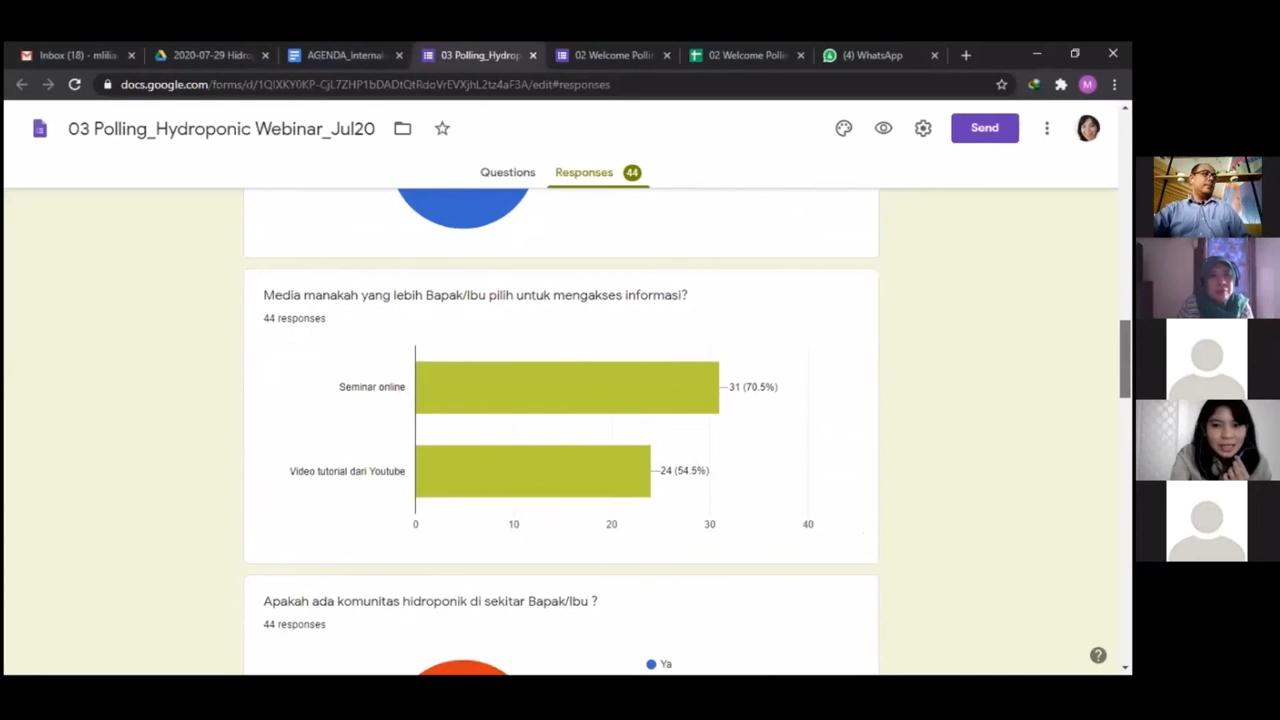 Inbox (18) - mlilia
2020-07-29 Hidro
AGENDA_Internal
03 Polling_Hydrop
02 Welcome Polli
02 Welcome Polli
(4) WhatsApp
docs.google.com/forms/d/1QIXKY0KP-CjL7ZHP1bDADtQtRdoVrEVXjhL2tz4aF3A/edit#responses
M
03 Polling_Hydroponic Webinar_Jul20
Send
Questions
Responses 44
Media manakah yang lebih Bapak/Ibu pilih untuk mengakses informasi?
44 responses
Seminar online
31 (70.5%)
Video tutorial dari Youtube
24 (54.5%)
0 10 20 30 40
Apakah ada komunitas hidroponik di sekitar Bapak/Ibu ?
44 responses
Ya